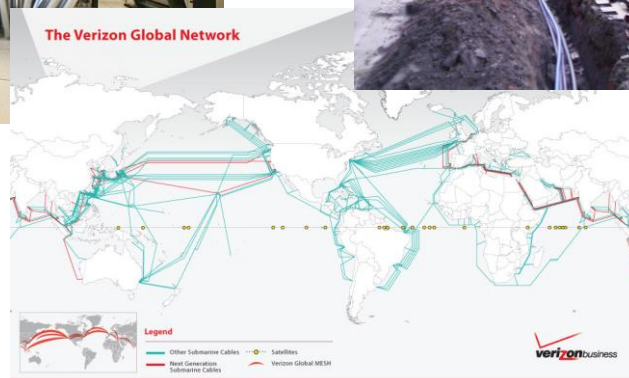 The Verizon Global Network
Legend
Other Submarine Cables
Satellites
Next Generation
Submarine Cables
Verizon Global MESH
verizonbusiness